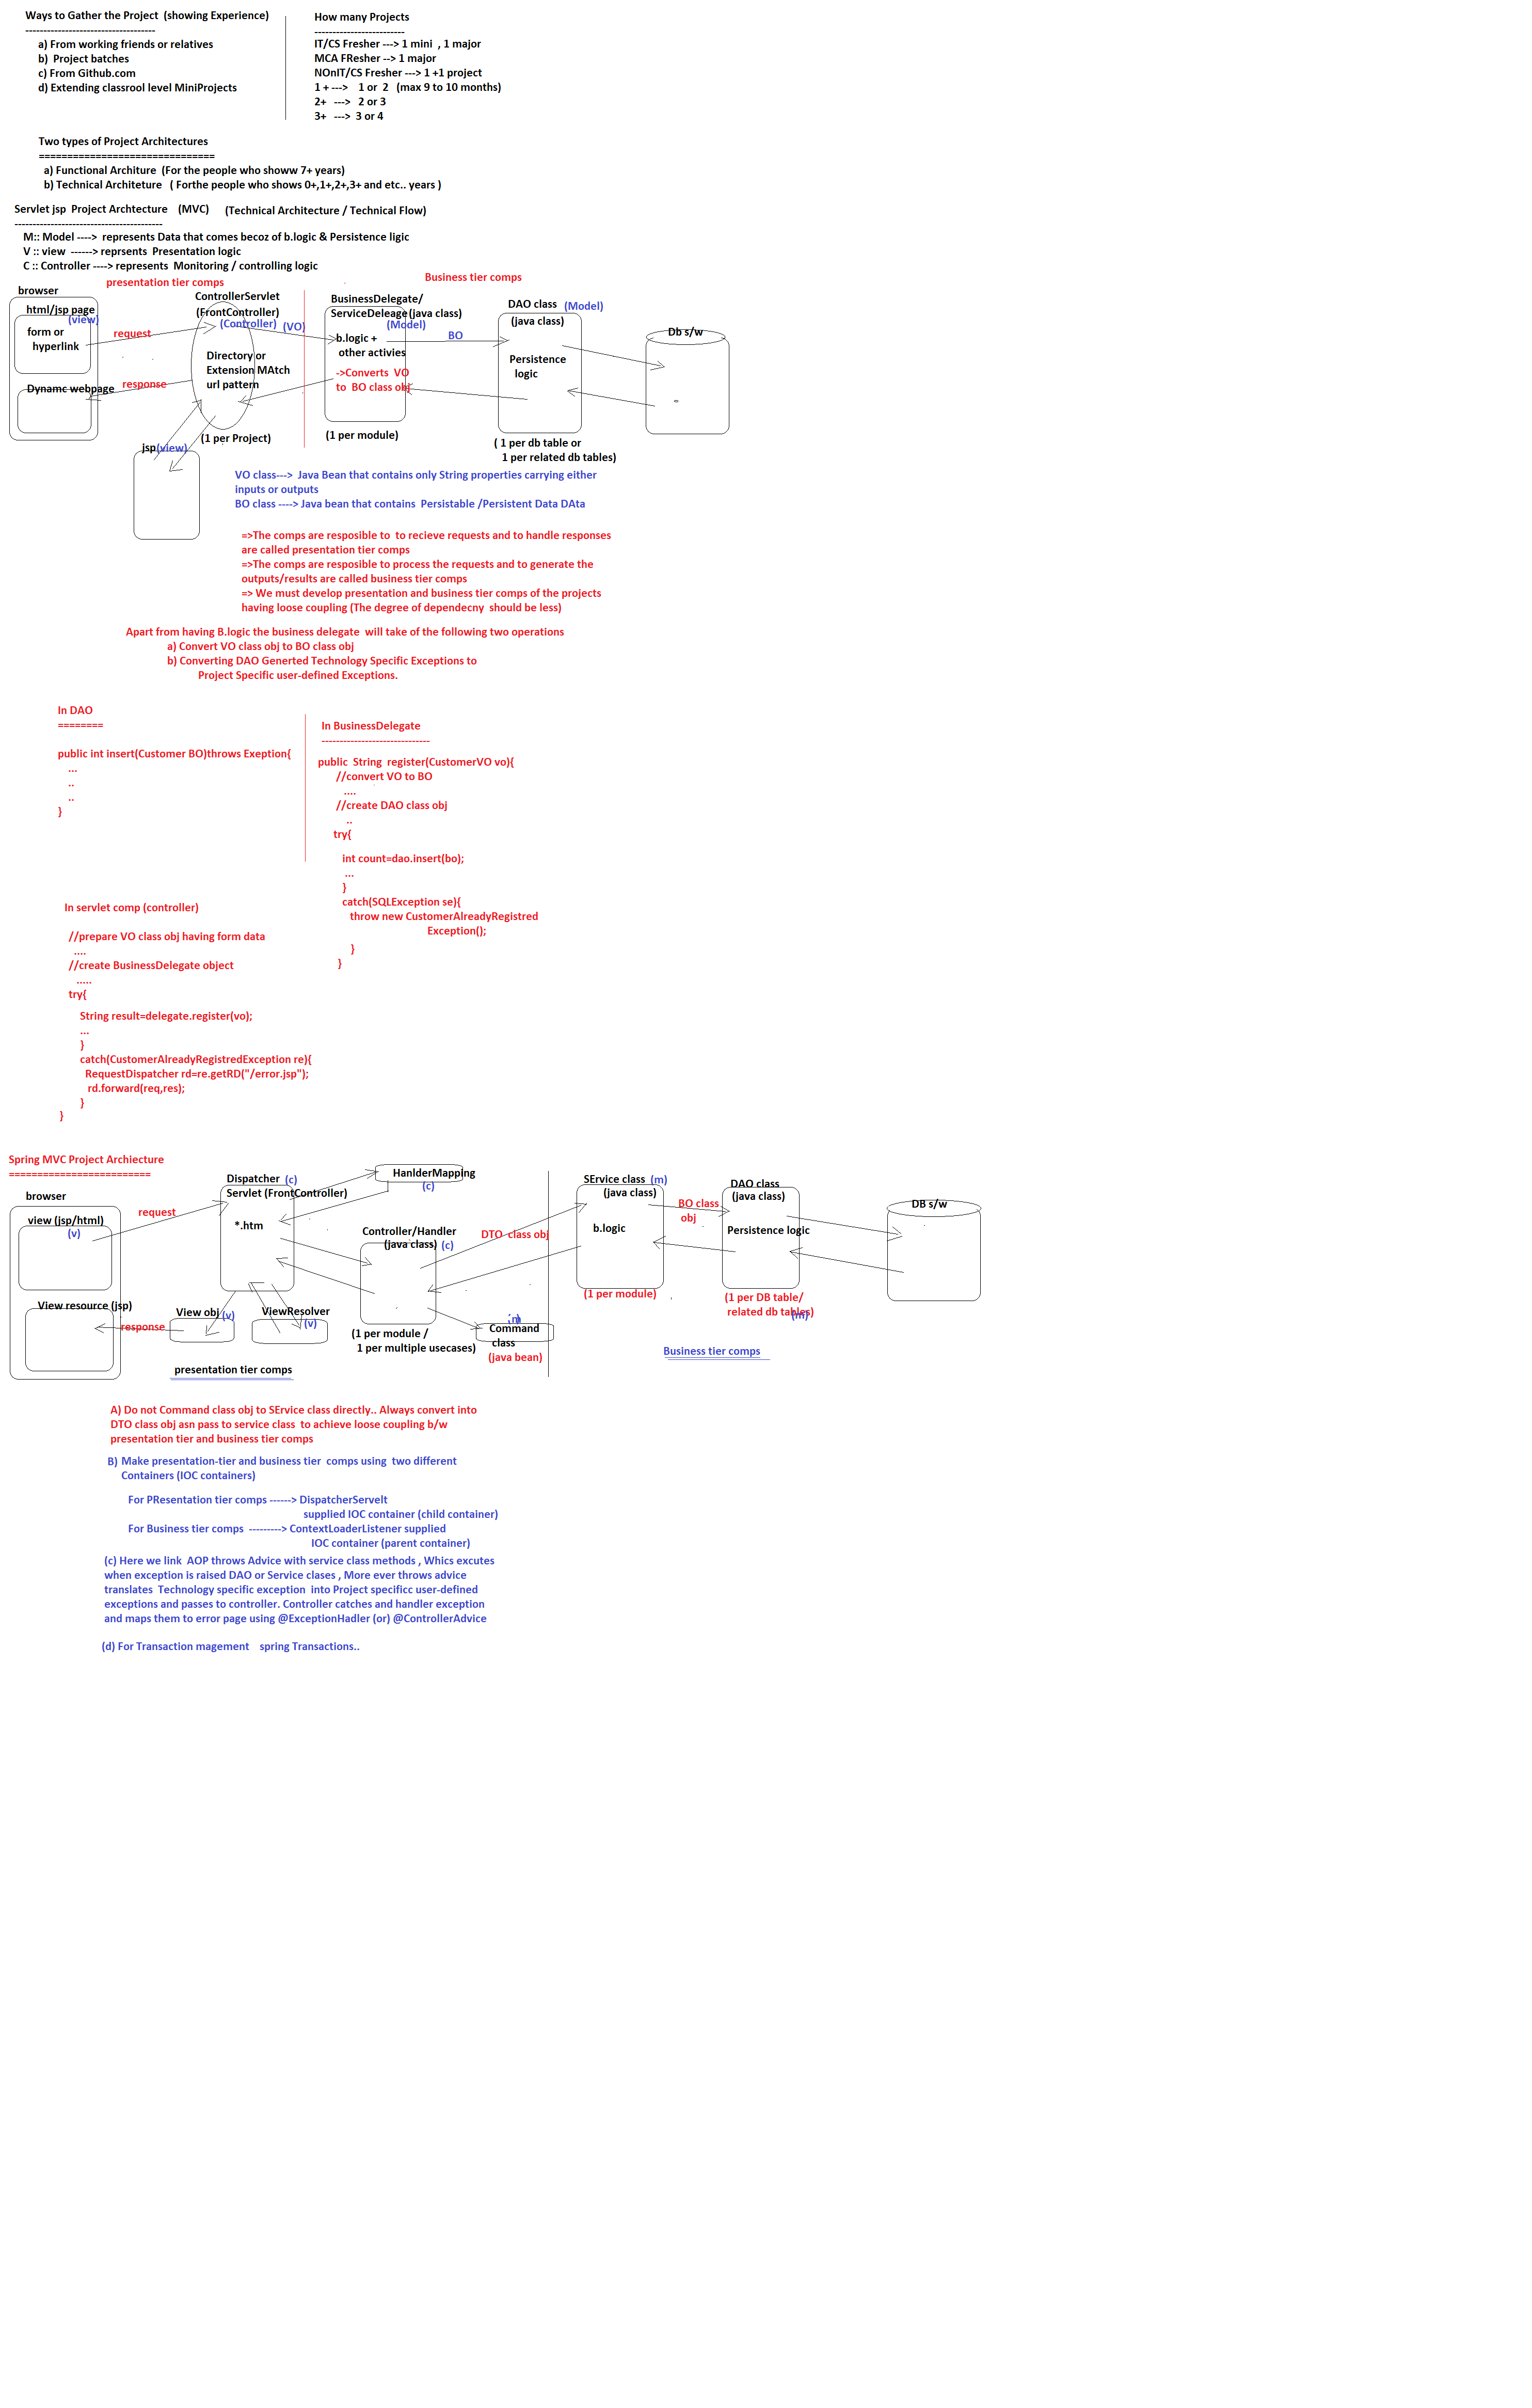 Ways to Gather the Project  (showing Experience)
------------------------------------
a) From working friends or relatives
b)  Project batches
c) From Github.com
d) Extending classrool level MiniProjects
How many Projects
-------------------------
IT/CS Fresher ---> 1 mini  , 1 major
MCA FResher --> 1 major
NOnIT/CS Fresher ---> 1 +1 project
1 + --->    1 or  2   (max 9 to 10 months)
2+   --->   2 or 3
3+   --->  3 or 4
Two types of Project Architectures
===============================
a) Functional Architure  (For the people who showw 7+ years)
b) Technical Architeture   ( Forthe people who shows 0+,1+,2+,3+ and etc.. years )
Servlet jsp  Project Archtecture    (MVC)    (Technical Architecture / Technical Flow)
-----------------------------------------
M:: Model ---->  represents Data that comes becoz of b.logic & Persistence ligic
V :: view  ------> reprsents  Presentation logic
C :: Controller ----> represents  Monitoring / controlling logic
presentation tier comps
Business tier comps
browser
html/jsp page
(view)
form or
hyperlink
Dynamc webpage
request
response
ControllerServlet
(FrontController)
(Controller)
(VO)
Directory or
Extension MAtch
url pattern
(1 per Project)
jsp(view)
BusinessDelegate/
ServiceDeleage(java class)
(Model)
b.logic +
other activies
->Converts  VO
to  BO class obj
(1 per module)
BO
DAO class  (Model)
(java class)
Persistence
logic
( 1 per db table or
1 per related db tables)
Db s/w
VO class--->  Java Bean that contains only String properties carrying either
inputs or outputs
BO class ----> Java bean that contains  Persistable /Persistent Data DAta
=>The comps are resposible to  to recieve requests and to handle responses
are called presentation tier comps
=>The comps are resposible to process the requests and to generate the
outputs/results are called business tier comps
=> We must develop presentation and business tier comps of the projects
having loose coupling (The degree of dependecny  should be less)
Apart from having B.logic the business delegate  will take of the following two operations
a) Convert VO class obj to BO class obj
b) Converting DAO Generted Technology Specific Exceptions to
Project Specific user-defined Exceptions.
In DAO
========
public int insert(Customer BO)throws Exeption{
...
..
..
}
In BusinessDelegate
------------------------------
public  String  register(CustomerVO vo){
//convert VO to BO
....
//create DAO class obj
..
try{
int count=dao.insert(bo);
...
}
catch(SQLException se){
throw new CustomerAlreadyRegistred
Exception();
}
}
In servlet comp (controller)
//prepare VO class obj having form data
....
//create BusinessDelegate object
.....
try{
String result=delegate.register(vo);
...
}
catch(CustomerAlreadyRegistredException re){
RequestDispatcher rd=re.getRD("/error.jsp");
rd.forward(req,res);
}
}
Spring MVC Project Archiecture
=========================
browser
view (jsp/html)
(v)
View resource (jsp)
request
response
Dispatcher  (c)
Servlet (FrontController)
*.htm
HanlderMapping
(c)
Controller/Handler
(java class)  (c)
(1 per module /
1 per multiple usecases)
View obj (v)
ViewResolver
(v)
presentation tier comps
DTO  class obj
Command
class
(java bean)
SErvice class  (m)
(java class)
b.logic
(1 per module)
BO class
obj
DAO class
(java class)
Persistence logic
(1 per DB table/
related db tables)
(m)
DB s/w
Business tier comps
A) Do not Command class obj to SErvice class directly.. Always convert into
DTO class obj asn pass to service class  to achieve loose coupling b/w
presentation tier and business tier comps
B) Make presentation-tier and business tier  comps using  two different
Containers (IOC containers)
For PResentation tier comps ------> DispatcherServelt
supplied IOC container (child container)
For Business tier comps  ---------> ContextLoaderListener supplied
IOC container (parent container)
(c) Here we link  AOP throws Advice with service class methods , Whics excutes
when exception is raised DAO or Service clases , More ever throws advice
translates  Technology specific exception  into Project specificc user-defined
exceptions and passes to controller. Controller catches and handler exception
and maps them to error page using @ExceptionHadler (or) @ControllerAdvice
(d) For Transaction magement    spring Transactions..